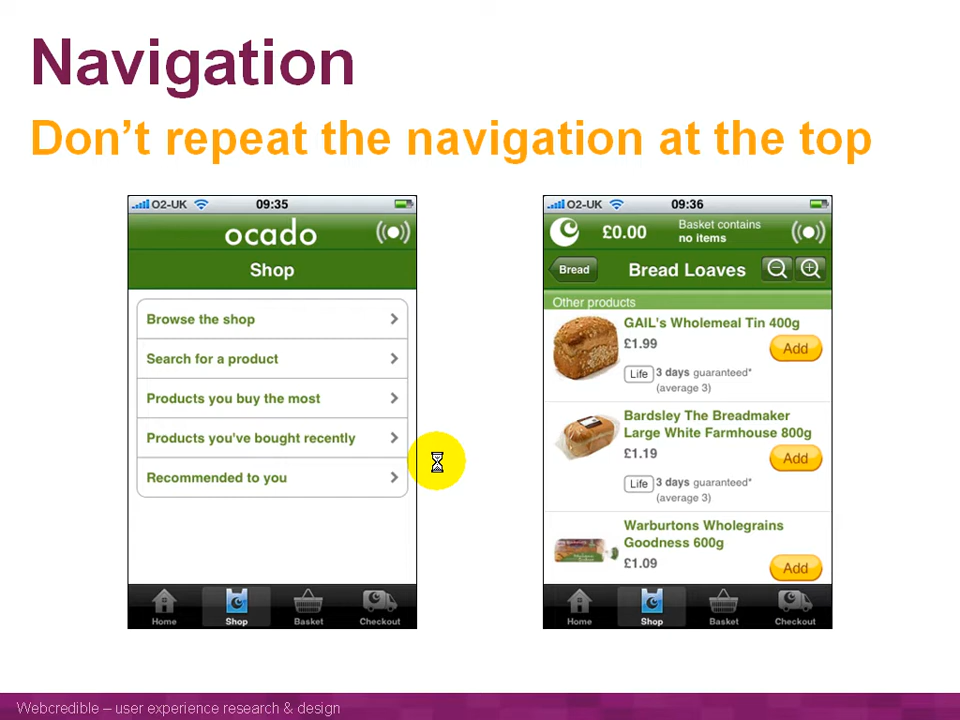 Navigation
Don't repeat the navigation at the top
O2-UK 09:35
ocado
Shop
Browse the shop
Search for a product
Products you buy the most
Products you've bought recently
Recommended to you
Home Shop Basket Checkout
O2-UK 09:36
£0.00 Basket contains
no items
Bread Bread Loaves
Other products
GAIL's Wholemeal Tin 400g
£1.99
Add
Life 3 days guaranteed*
(average 3)
Bardsley The Breadmaker
Large White Farmhouse 800g
£1.19
Add
Life 3 days guaranteed*
(average 3)
Warburtons Wholegrains
Goodness 600g
£1.09
Add
Home Shop Basket Checkout
Webcredible – user experience research & design